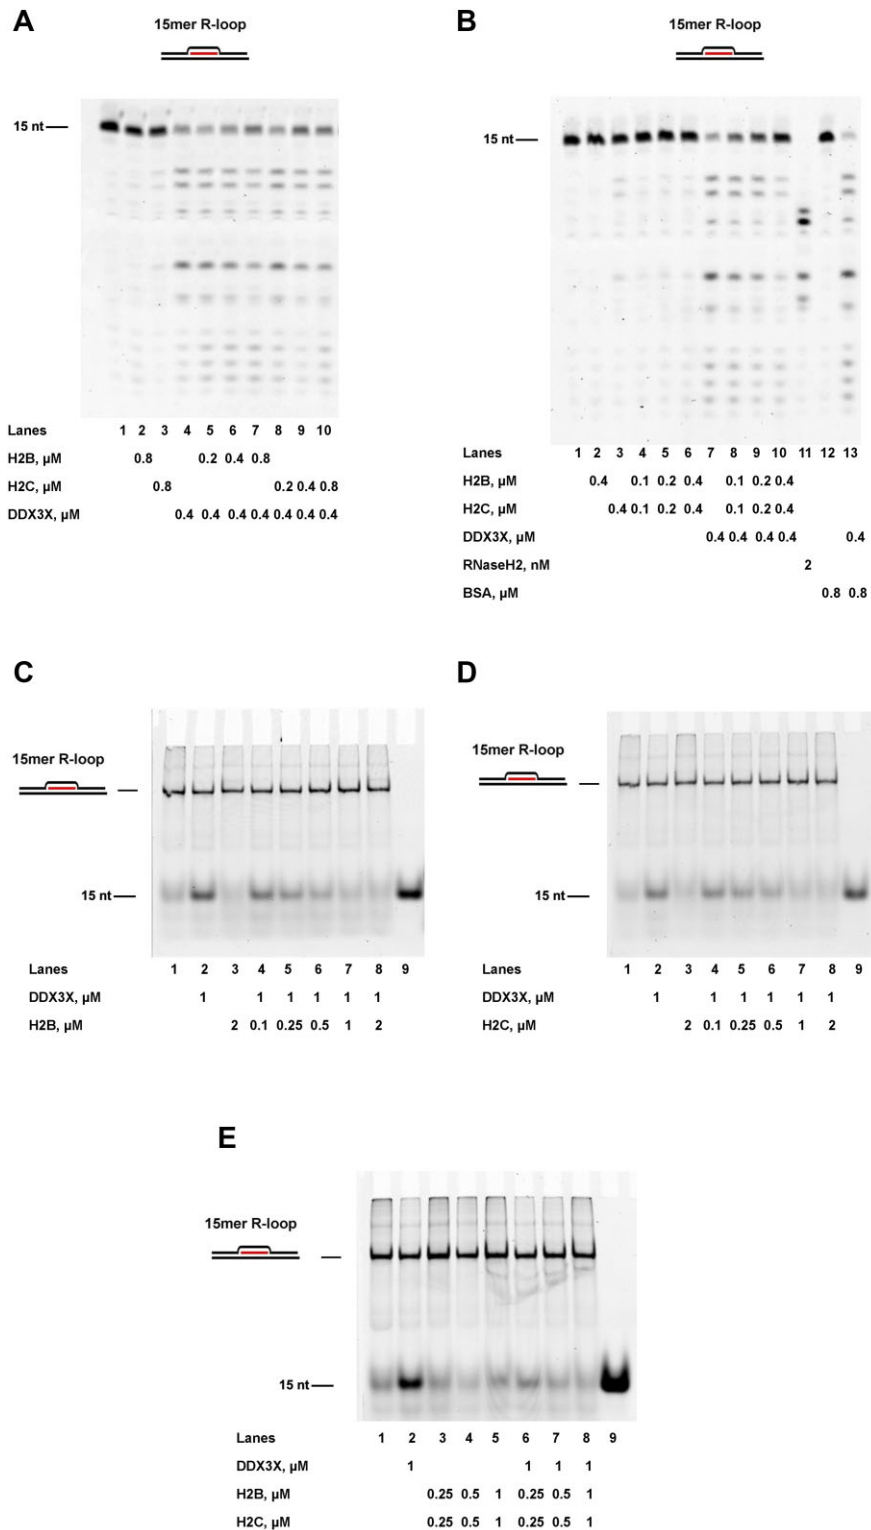 A
15mer R-loop
15 nt
Lanes 1 2 3 4 5 6 7 8 9 10
H2B, µM 0.8 0.2 0.4 0.8
H2C, µM 0.8 0.2 0.4 0.8
DDX3X, µM 0.4 0.4 0.4 0.4 0.4 0.4 0.4
B
15mer R-loop
15 nt
Lanes 1 2 3 4 5 6 7 8 9 10 11 12 13
H2B, µM 0.4 0.1 0.2 0.4 0.1 0.2 0.4
H2C, µM 0.4 0.1 0.2 0.4 0.1 0.2 0.4
DDX3X, µM 0.4 0.4 0.4 0.4 0.4
RNaseH2, nM 2
BSA, µM 0.8 0.8
C
15mer R-loop
15 nt
Lanes 1 2 3 4 5 6 7 8 9
DDX3X, µM 1 1 1 1 1 1
H2B, µM 2 0.1 0.25 0.5 1 2
D
15mer R-loop
15 nt
Lanes 1 2 3 4 5 6 7 8 9
DDX3X, µM 1 1 1 1 1 1
H2C, µM 2 0.1 0.25 0.5 1 2
E
15mer R-loop
15 nt
Lanes 1 2 3 4 5 6 7 8 9
DDX3X, µM 1 1 1 1
H2B, µM 0.25 0.5 1 0.25 0.5 1
H2C, µM 0.25 0.5 1 0.25 0.5 1